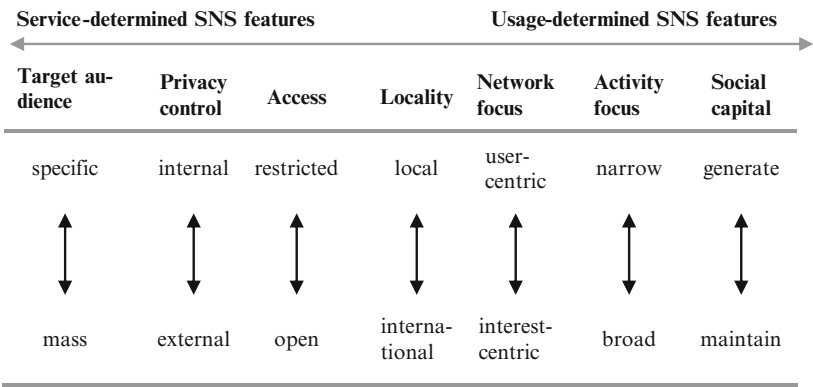 Service-determined SNS features Usage-determined SNS features
Target au-
dience
Privacy
control
Access
Locality
Network
focus
Activity
focus
Social
capital
specific
internal
restricted
local
user-
centric
narrow
generate
mass
external
open
interna-
tional
interest-
centric
broad
maintain